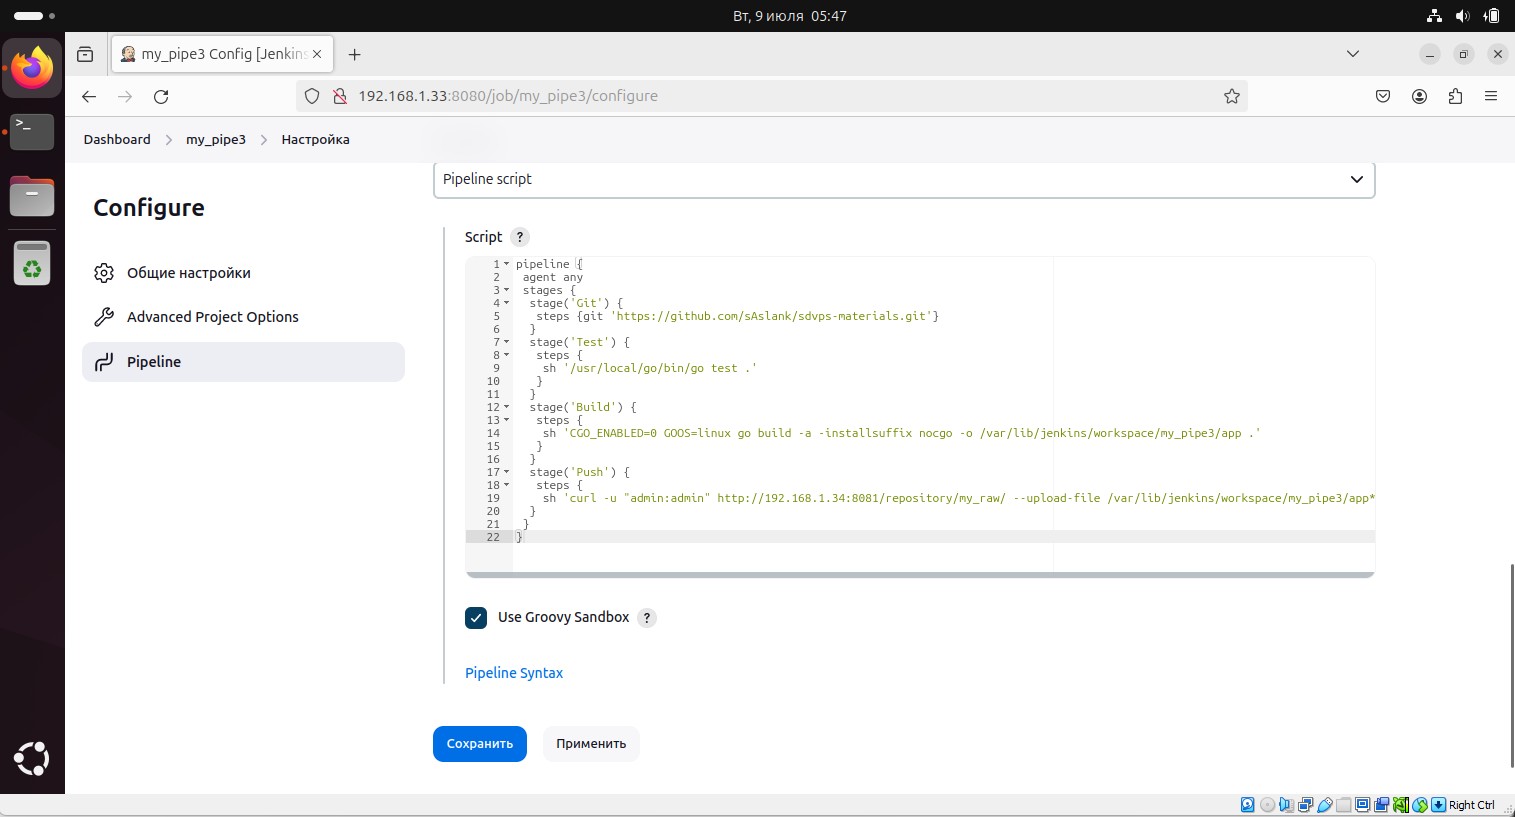 Вт, 9 июля 05:47
my_pipe3 Config [Jenkins
192.168.1.33:8080/job/my_pipe3/configure
Dashboard > my_pipe3 > Настройка
Configure
Общие настройки
Advanced Project Options
Pipeline
Pipeline script
Script ?
1 pipeline {
2 agent any
3 stages {
4 stage('Git') {
5 steps {git 'https://github.com/sAslank/sdvps-materials.git'}
6 }
7 stage('Test') {
8 steps {
9 sh '/usr/local/go/bin/go test .'
10 }
11 }
12 stage('Build') {
13 steps {
14 sh 'CGO_ENABLED=0 GOOS=linux go build -a -installsuffix nocgo -o /var/lib/jenkins/workspace/my_pipe3/app .'
15 }
16 }
17 stage('Push') {
18 steps {
19 sh 'curl -u "admin:admin" http://192.168.1.34:8081/repository/my_raw/ --upload-file /var/lib/jenkins/workspace/my_pipe3/app*
20 }
21 }
22 }
Use Groovy Sandbox ?
Pipeline Syntax
Сохранить
Применить
Right Ctrl